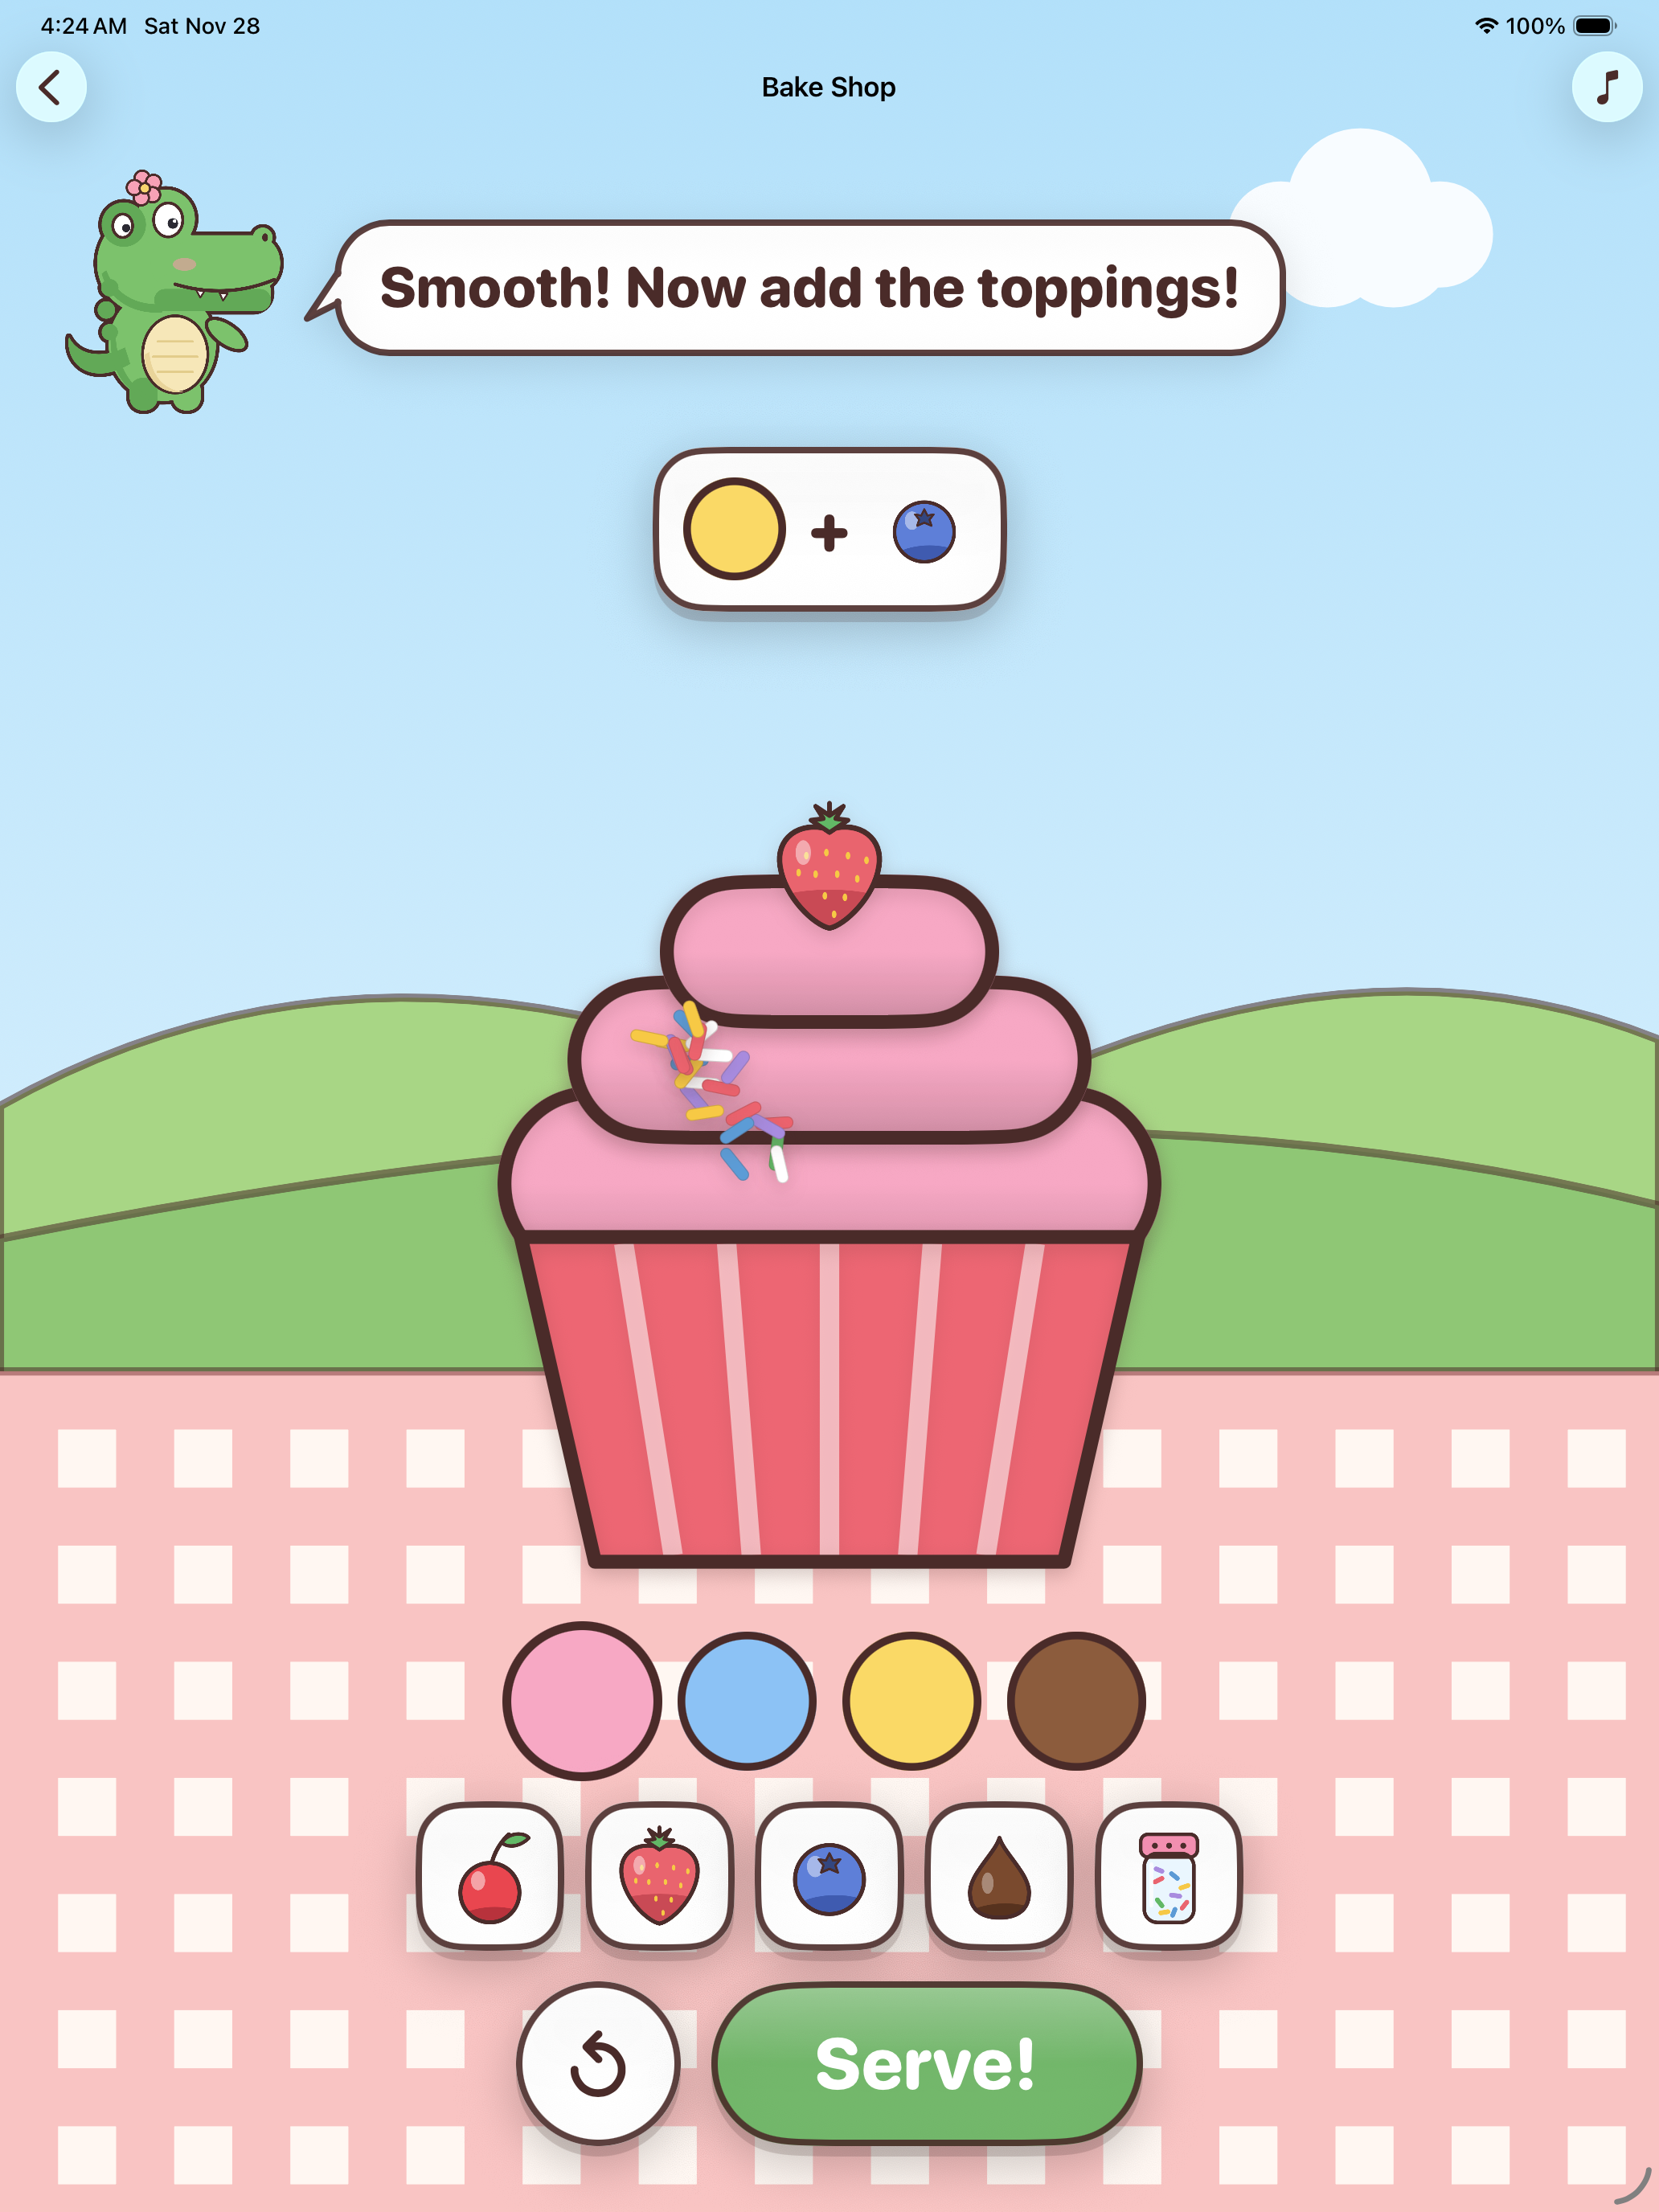 4:24 AM Sat Nov 28
100%
Bake Shop
Smooth! Now add the toppings!
+
Serve!